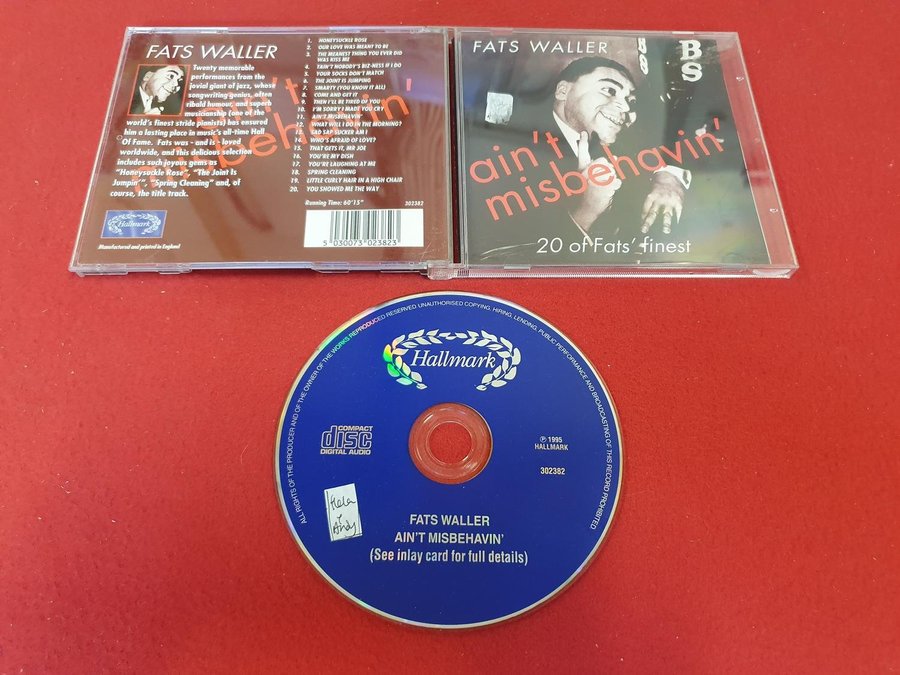 FATS WALLER
Twenty memorable
performances from the
jovial giant of jazz, whose
songwriting genius, often
ribald humour, and superb
musicianship (one of the
world's finest stride pianists) has ensured
him a lasting place in music's all-time Hall
Of Fame. Fats was - and is - loved
worldwide, and this delicious selection
includes such joyous gems as
"Honeysuckle Rose", "The Joint Is
Jumpin", "Spring Cleaning" and, of
course, the title track.
Hallmark
Manufactured and printed in England
1. HONEYSUCKLE ROSE
2. OUR LOVE WAS MEANT TO BE
3. THE MEANEST THING YOU EVER DID
WAS KISS ME
4. TAIN'T NOBODY'S BIZ-NESS IF I DO
5. YOUR SOCKS DON'T MATCH
6. THE JOINT IS JUMPING
7. SMARTY (YOU KNOW IT ALL)
8. COME AND GET IT
9. THEN I'LL BE TIRED OF YOU
10. I'M SORRY I MADE YOU CRY
11. AIN'T MISBEHAVIN'
12. WHAT WILL I DO IN THE MORNING?
13. SAD SAP SUCKER AM I
14. WHO'S AFRAID OF LOVE?
15. THAT GETS IT, MR JOE
16. YOU'RE MY DISH
17. YOU'RE LAUGHING AT ME
18. SPRING CLEANING
19. LITTLE CURLY HAIR IN A HIGH CHAIR
20. YOU SHOWED ME THE WAY
Running Time: 60'15"
302382
5 030073 023823
ain't
misbehavin'
FATS WALLER
B
S
ain't
misbehavin'
20 of Fats' finest
ALL RIGHTS OF THE PRODUCER AND OF THE OWNER OF THE WORKS REPRODUCED RESERVED. UNAUTHORISED COPYING, HIRING, LENDING, PUBLIC PERFORMANCE AND BROADCASTING OF THIS RECORD PROHIBITED
Hallmark
COMPACT
disc
DIGITAL AUDIO
℗ 1995
HALLMARK
302382
Andy
FATS WALLER
AIN'T MISBEHAVIN'
(See inlay card for full details)